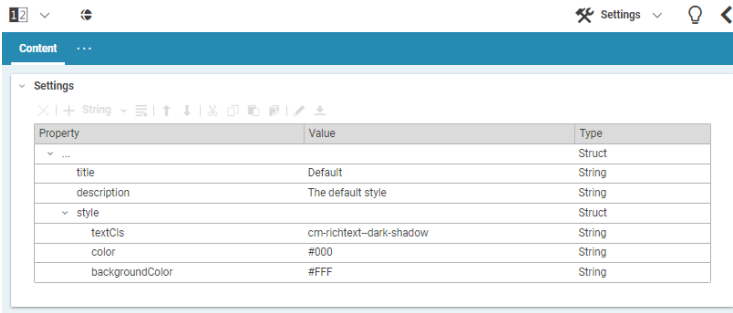 12
Settings
Content ...
Settings
String
Property Value Type
... Struct
title Default String
description The default style String
style Struct
textCls cm-richtext--dark-shadow String
color #000 String
backgroundColor #FFF String